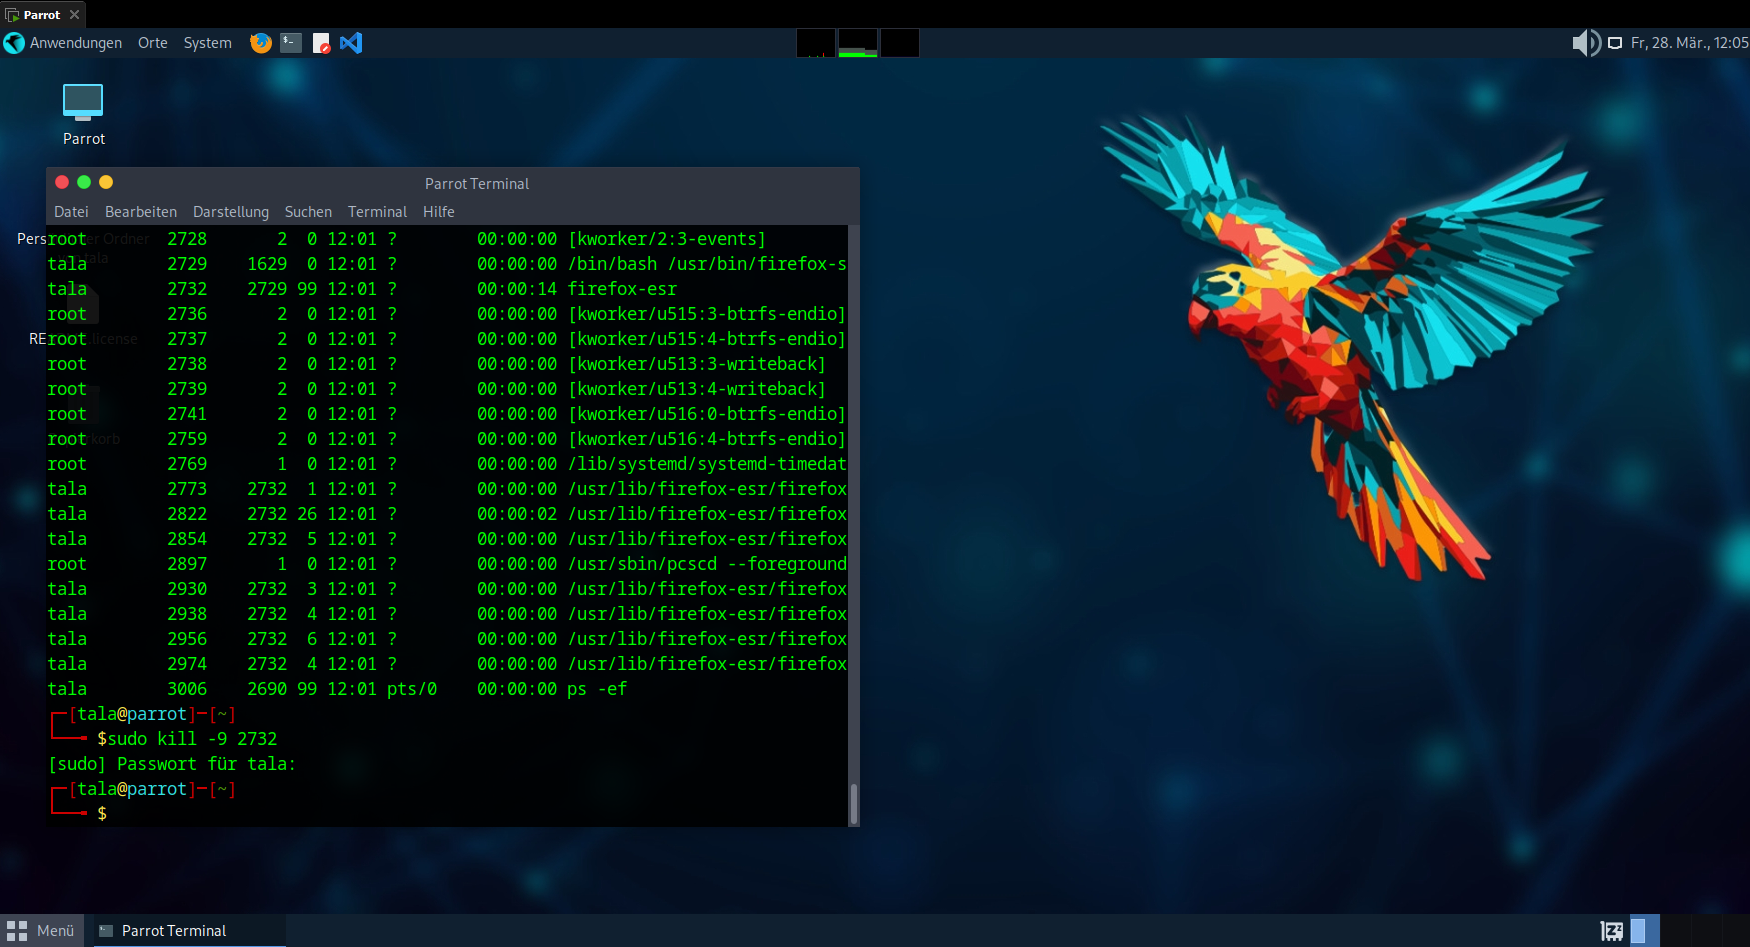 Parrot
Anwendungen Orte System
Fr, 28. Mär., 12:05
Parrot
Parrot Terminal
Datei Bearbeiten Darstellung Suchen Terminal Hilfe
root 2728 2 0 12:01 ? 00:00:00 [kworker/2:3-events]
tala 2729 1629 0 12:01 ? 00:00:00 /bin/bash /usr/bin/firefox-s
tala 2732 2729 99 12:01 ? 00:00:14 firefox-esr
root 2736 2 0 12:01 ? 00:00:00 [kworker/u515:3-btrfs-endio]
root 2737 2 0 12:01 ? 00:00:00 [kworker/u515:4-btrfs-endio]
root 2738 2 0 12:01 ? 00:00:00 [kworker/u513:3-writeback]
root 2739 2 0 12:01 ? 00:00:00 [kworker/u513:4-writeback]
root 2741 2 0 12:01 ? 00:00:00 [kworker/u516:0-btrfs-endio]
root 2759 2 0 12:01 ? 00:00:00 [kworker/u516:4-btrfs-endio]
root 2769 1 0 12:01 ? 00:00:00 /lib/systemd/systemd-timedat
tala 2773 2732 1 12:01 ? 00:00:00 /usr/lib/firefox-esr/firefox
tala 2822 2732 26 12:01 ? 00:00:02 /usr/lib/firefox-esr/firefox
tala 2854 2732 5 12:01 ? 00:00:00 /usr/lib/firefox-esr/firefox
root 2897 1 0 12:01 ? 00:00:00 /usr/sbin/pcscd --foreground
tala 2930 2732 3 12:01 ? 00:00:00 /usr/lib/firefox-esr/firefox
tala 2938 2732 4 12:01 ? 00:00:00 /usr/lib/firefox-esr/firefox
tala 2956 2732 6 12:01 ? 00:00:00 /usr/lib/firefox-esr/firefox
tala 2974 2732 4 12:01 ? 00:00:00 /usr/lib/firefox-esr/firefox
tala 3006 2690 99 12:01 pts/0 00:00:00 ps -ef
[tala@parrot]-[~]
$sudo kill -9 2732
[sudo] Passwort für tala:
[tala@parrot]-[~]
$
Menü Parrot Terminal